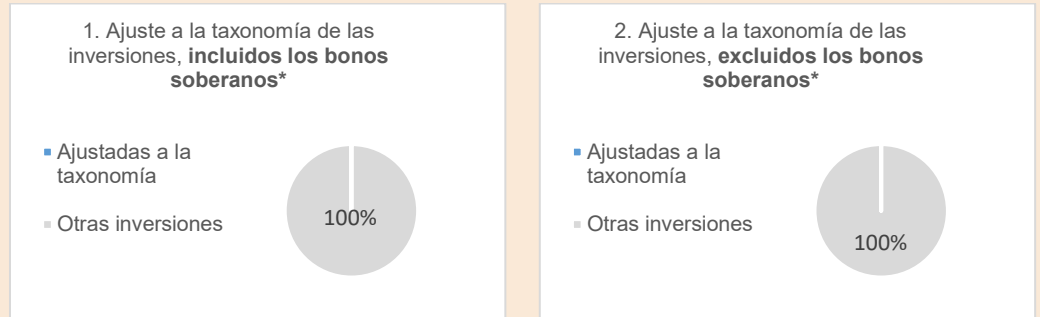 1. Ajuste a la taxonomía de las
inversiones, incluidos los bonos
soberanos*
Ajustadas a la
taxonomía
Otras inversiones
100%
2. Ajuste a la taxonomía de las
inversiones, excluidos los bonos
soberanos*
Ajustadas a la
taxonomía
Otras inversiones
100%